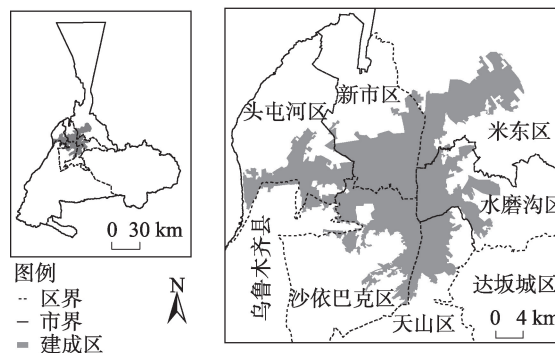 0 30 km
图例
区界
市界
建成区
N
新市区
头屯河区
米东区
水磨沟区
乌鲁木齐县
沙依巴克区
达坂城区
天山区
0 4 km